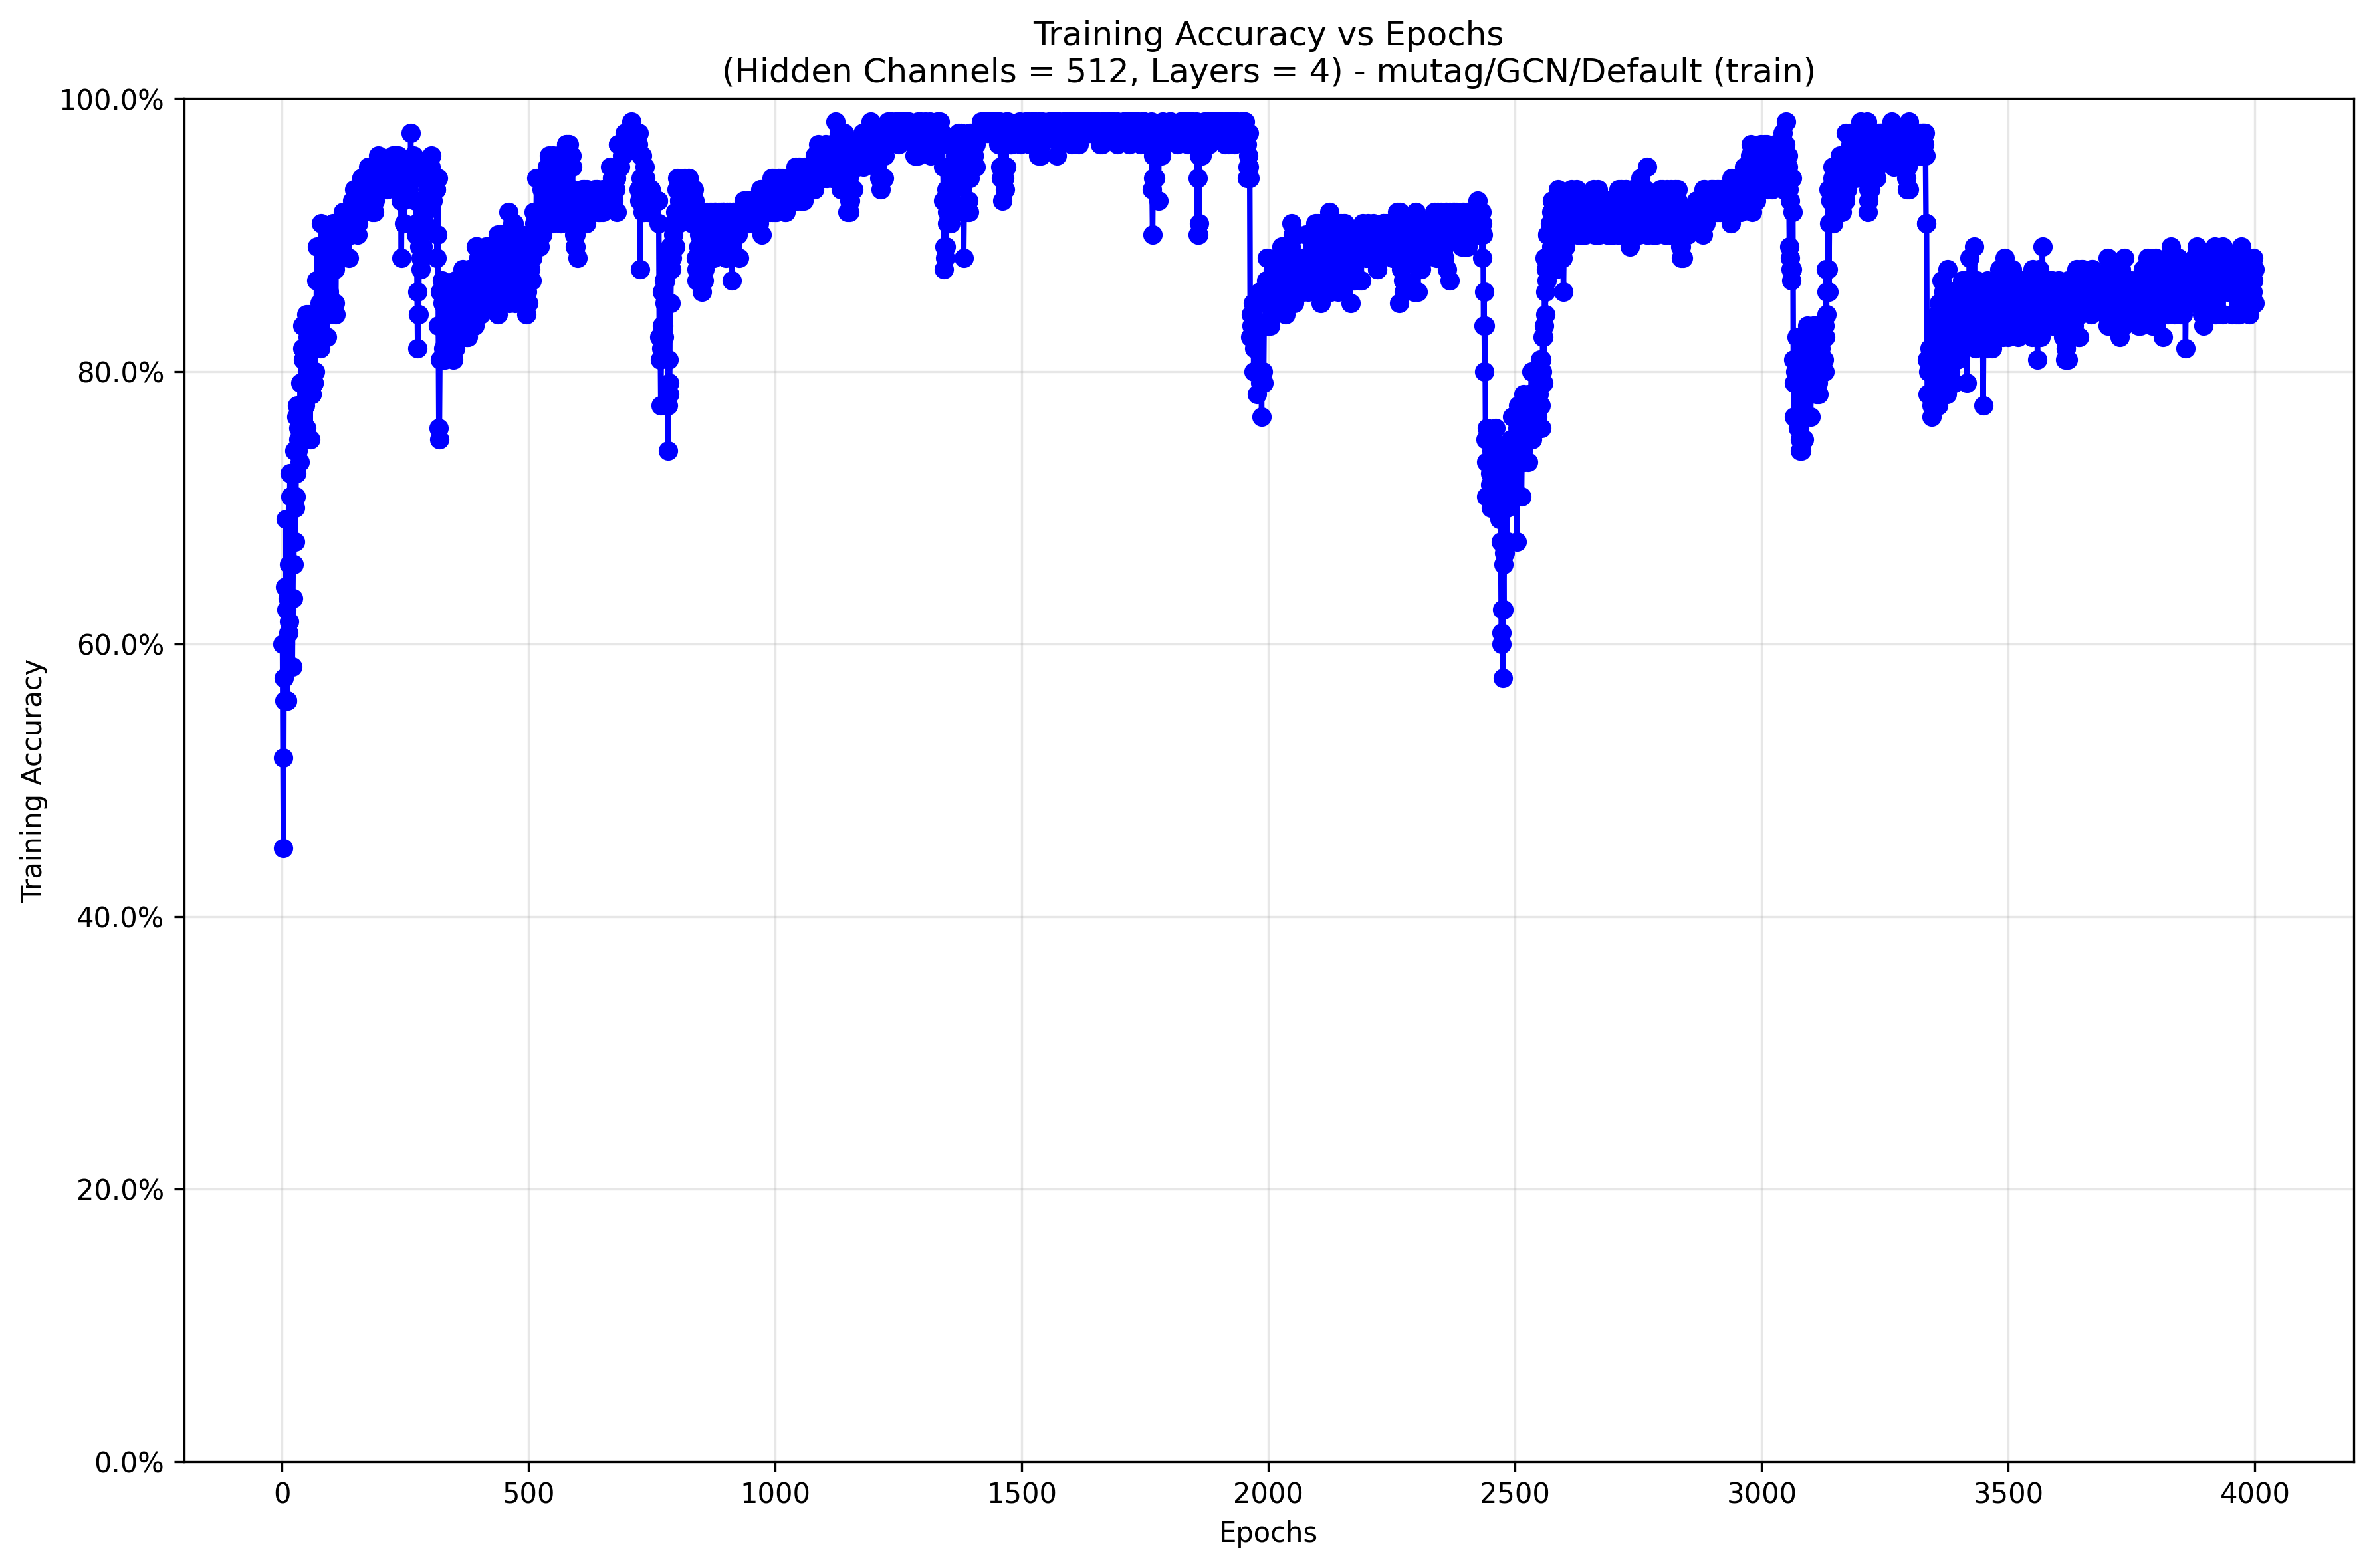 Training Accuracy vs Epochs
(Hidden Channels = 512, Layers = 4) - mutag/GCN/Default (train)
100.0%
80.0%
60.0%
40.0%
20.0%
0.0%
Training Accuracy
0 500 1000 1500 2000 2500 3000 3500 4000
Epochs